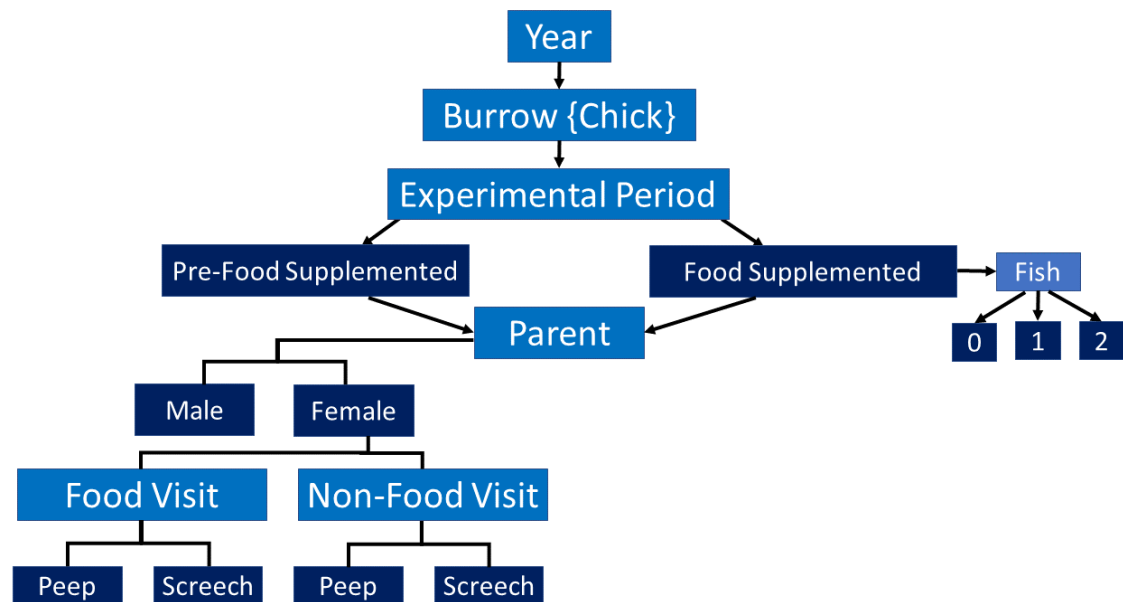 Year
Burrow {Chick}
Experimental Period
Pre-Food Supplemented
Food Supplemented
Fish
Parent
0
1
2
Male
Female
Food Visit
Non-Food Visit
Peep
Screech
Peep
Screech